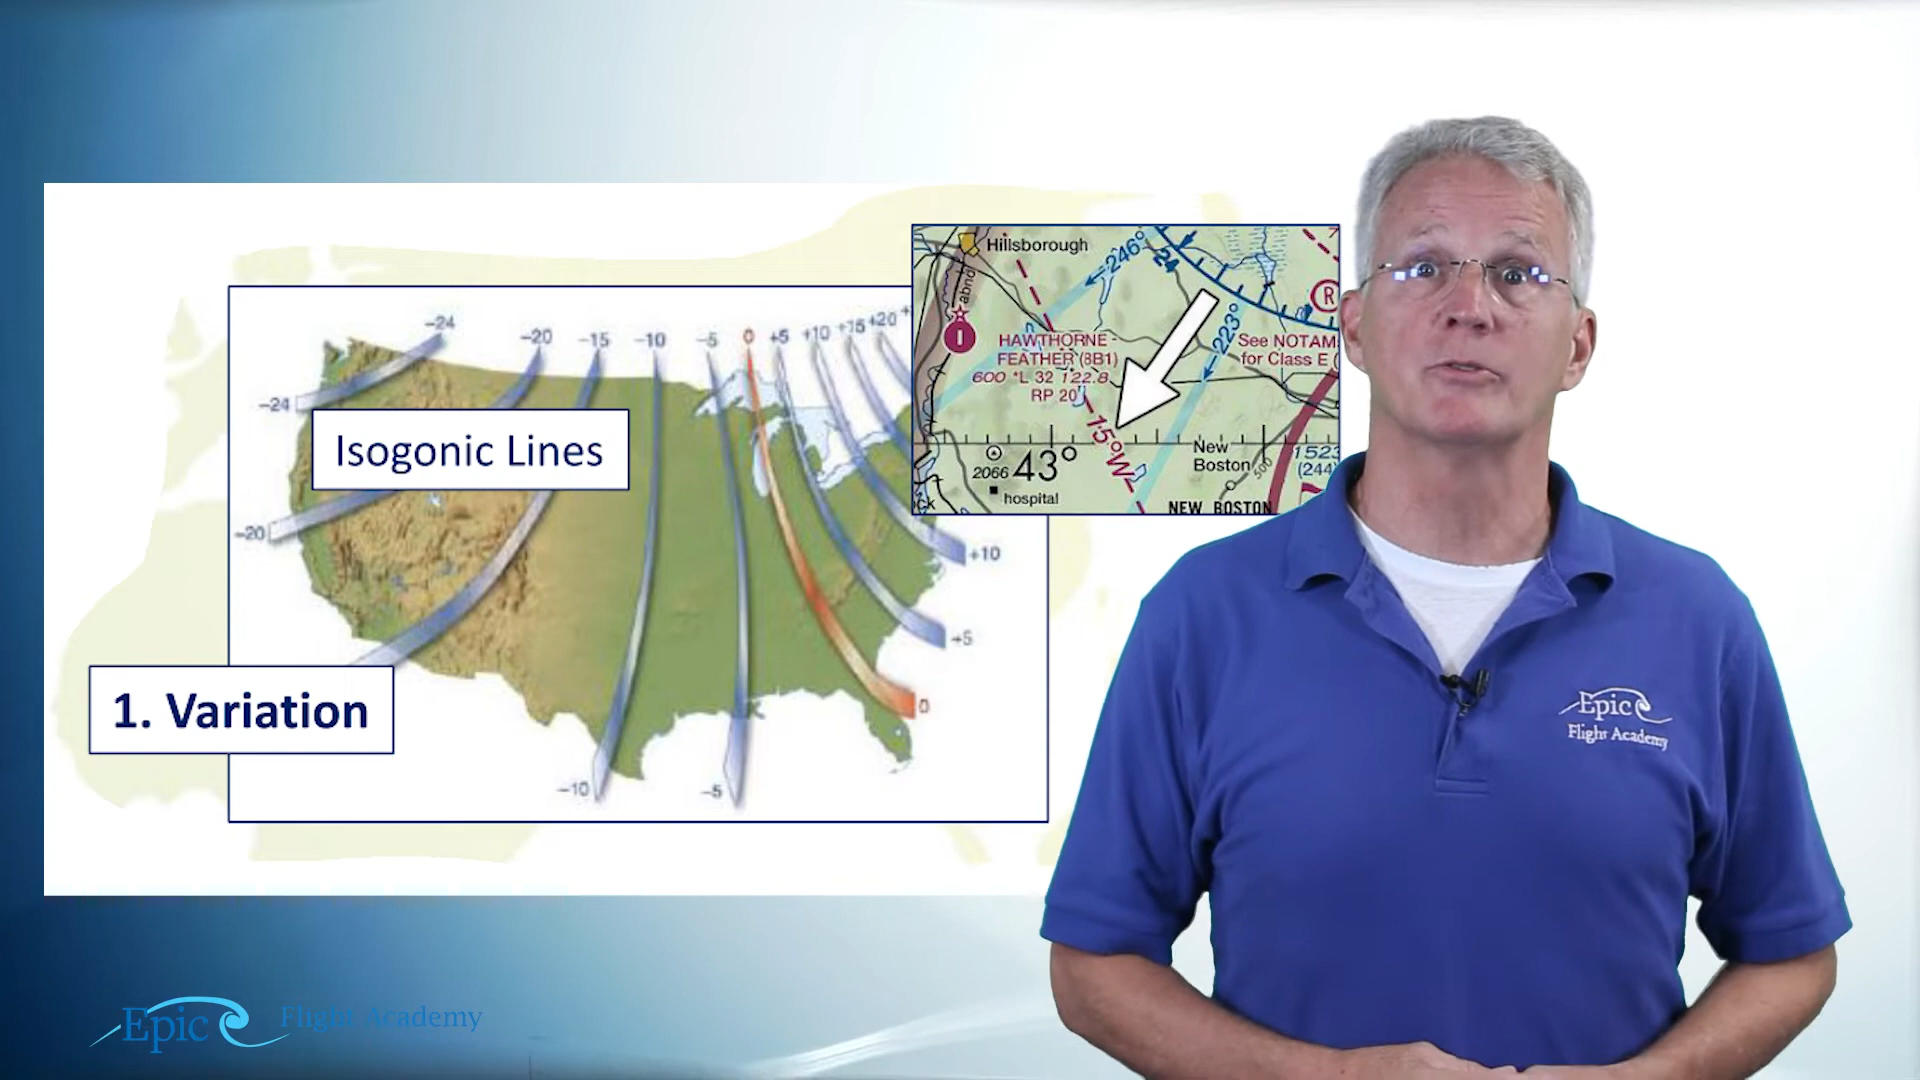 -24
-20
-15
-10
-5
0
+5
+10
+15
+20
+
-24
-20
Isogonic Lines
+10
+5
0
-10
-5
1. Variation
Hillsborough
246°
24
HAWTHORNE-
FEATHER (8B1)
600 *L 32 122.8
RP 20
223°
See NOTAM
for Class E (
R
15°W
2066
43°
hospital
New
Boston
500
1523
(244)
NEW BOSTON
Epic
Flight Academy
Epic Flight Academy